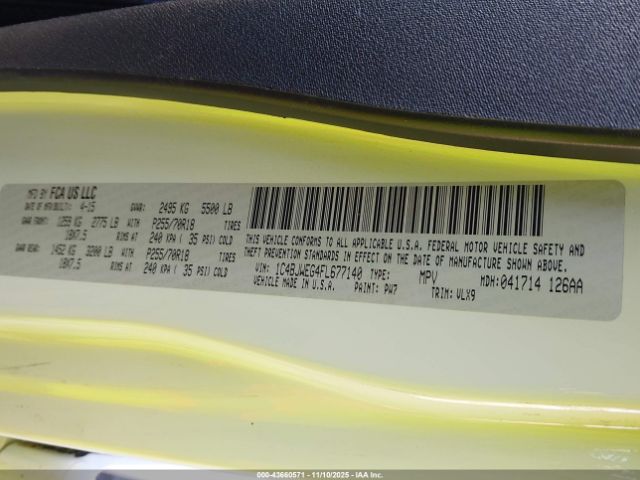 MFD BY FCA US LLC
DATE OF MFR/BUILT: 4-15 GVWR: 2495 KG 5500 LB
GAWR FRONT: 1259 KG 2775 LB WITH P255/70R18 TIRES
18X7.5 RIMS AT 240 KPA ( 35 PSI) COLD
GAWR REAR: 1452 KG 3200 LB WITH P255/70R18 TIRES
18X7.5 RIMS AT 240 KPA ( 35 PSI) COLD
THIS VEHICLE CONFORMS TO ALL APPLICABLE U.S.A. FEDERAL MOTOR VEHICLE SAFETY AND
THEFT PREVENTION STANDARDS IN EFFECT ON THE DATE OF MANUFACTURE SHOWN ABOVE.
VIN: 1C4BJWEG4FL677140 TYPE: MPV MDH: 041714 126AA
VEHICLE MADE IN U.S.A. PAINT: PW7 TRIM: VLX9
000-43660571 - 11/10/2025 - IAA Inc.